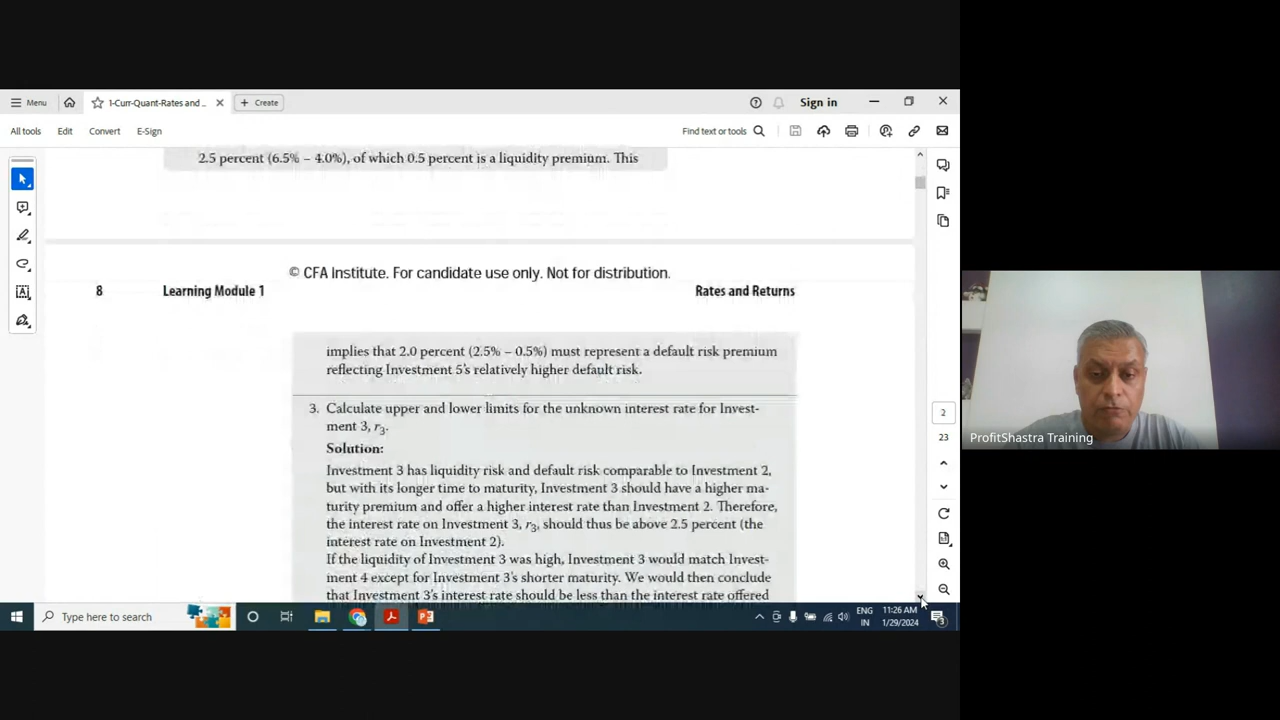 Menu
1-Curr-Quant-Rates and ...
Create
Sign in
All tools
Edit
Convert
E-Sign
Find text or tools
2.5 percent (6.5% – 4.0%), of which 0.5 percent is a liquidity premium. This
© CFA Institute. For candidate use only. Not for distribution.
8
Learning Module 1
Rates and Returns
implies that 2.0 percent (2.5% – 0.5%) must represent a default risk premium
reflecting Investment 5's relatively higher default risk.
3. Calculate upper and lower limits for the unknown interest rate for Invest-
ment 3, r3.
Solution:
Investment 3 has liquidity risk and default risk comparable to Investment 2,
but with its longer time to maturity, Investment 3 should have a higher ma-
turity premium and offer a higher interest rate than Investment 2. Therefore,
the interest rate on Investment 3, r3, should thus be above 2.5 percent (the
interest rate on Investment 2).
If the liquidity of Investment 3 was high, Investment 3 would match Invest-
ment 4 except for Investment 3's shorter maturity. We would then conclude
that Investment 3's interest rate should be less than the interest rate offered
2
23
ProfitShastra Training
Type here to search
ENG
IN
11:26 AM
1/29/2024
3